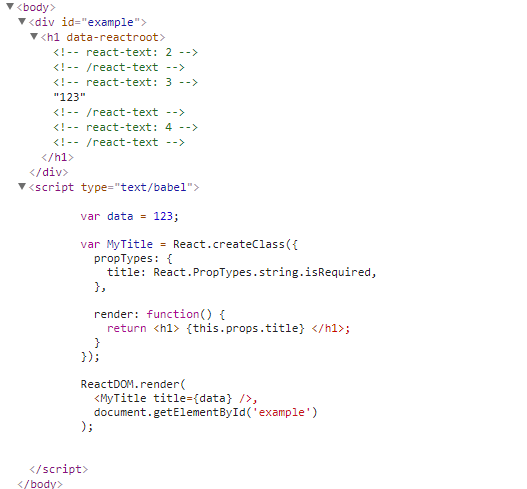 <body>
<div id="example">
<h1 data-reactroot>
<!-- react-text: 2 -->
<!-- /react-text -->
<!-- react-text: 3 -->
"123"
<!-- /react-text -->
<!-- react-text: 4 -->
<!-- /react-text -->
</h1>
</div>
<script type="text/babel">
var data = 123;
var MyTitle = React.createClass({
propTypes: {
title: React.PropTypes.string.isRequired,
},
render: function() {
return <h1> {this.props.title} </h1>;
}
});
ReactDOM.render(
<MyTitle title={data} />,
document.getElementById('example')
);
</script>
</body>